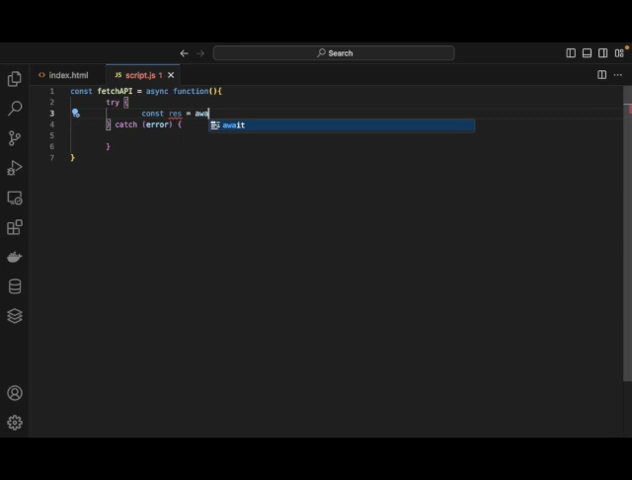 Search
index.html
JS script.js 1
1 const fetchAPI = async function(){
2 try {
3 const res = awa
4 } catch (error) {
await
5
6 }
7 }